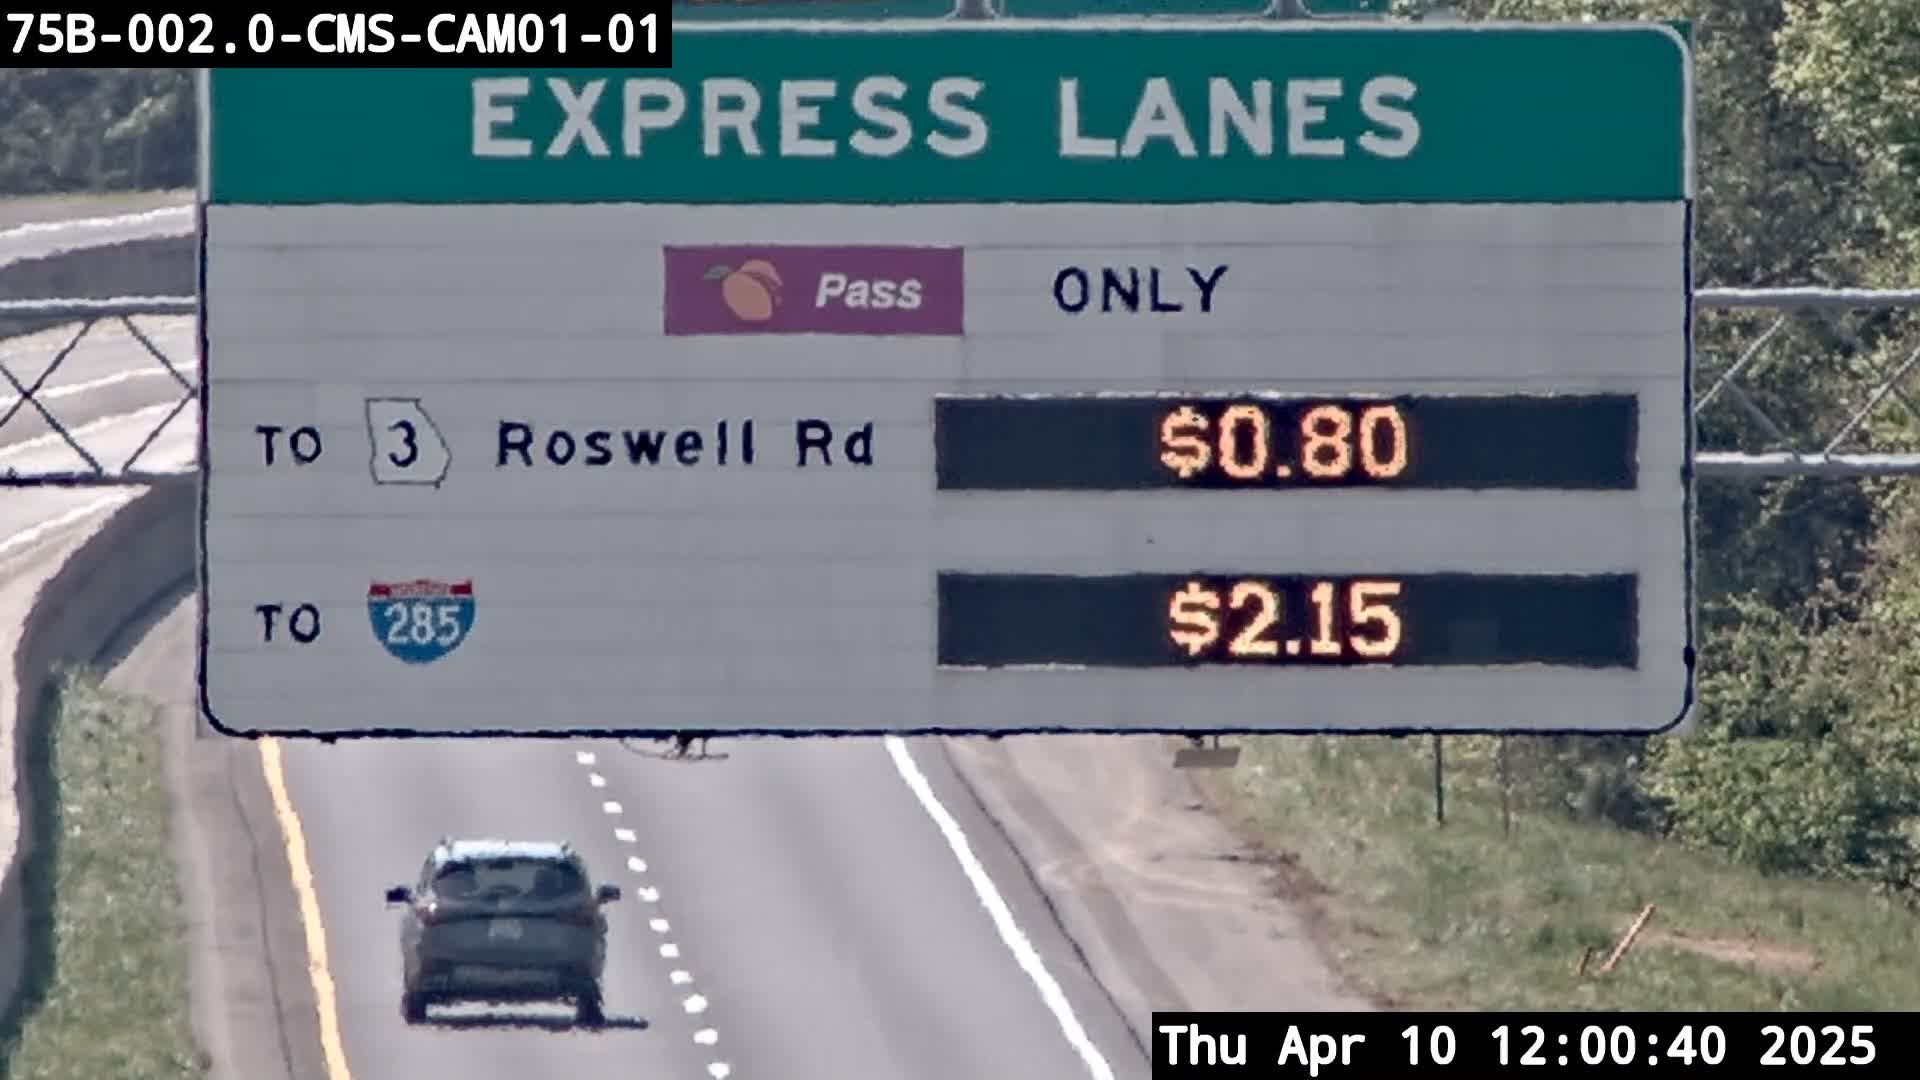 75B-002.0-CMS-CAM01-01
EXPRESS LANES
Pass ONLY
TO 3 Roswell Rd $0.80
TO 285 $2.15
Thu Apr 10 12:00:40 2025